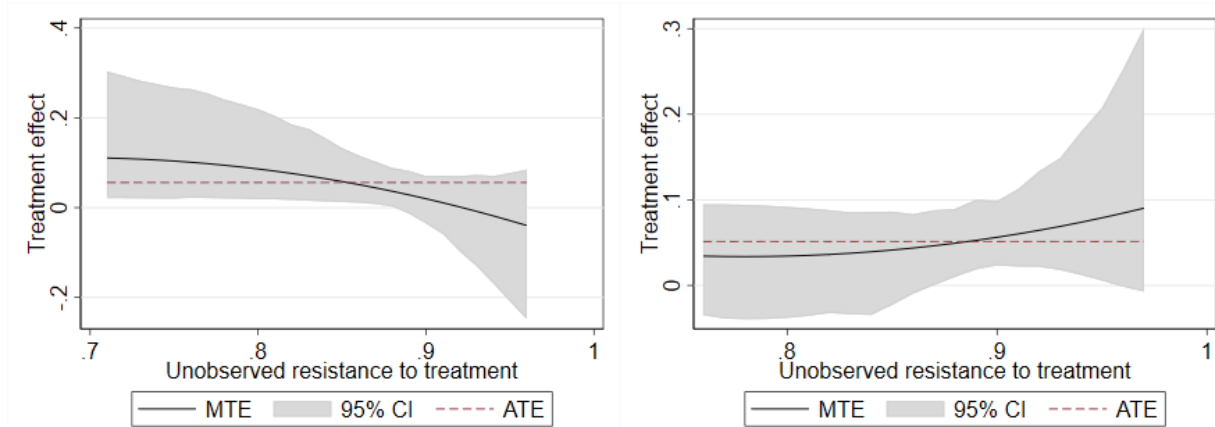 .4
.2
0
-.2
Treatment effect
.7 .8 .9 1
Unobserved resistance to treatment
MTE 95% CI ATE
.3
.2
.1
0
Treatment effect
.8 .9 1
Unobserved resistance to treatment
MTE 95% CI ATE